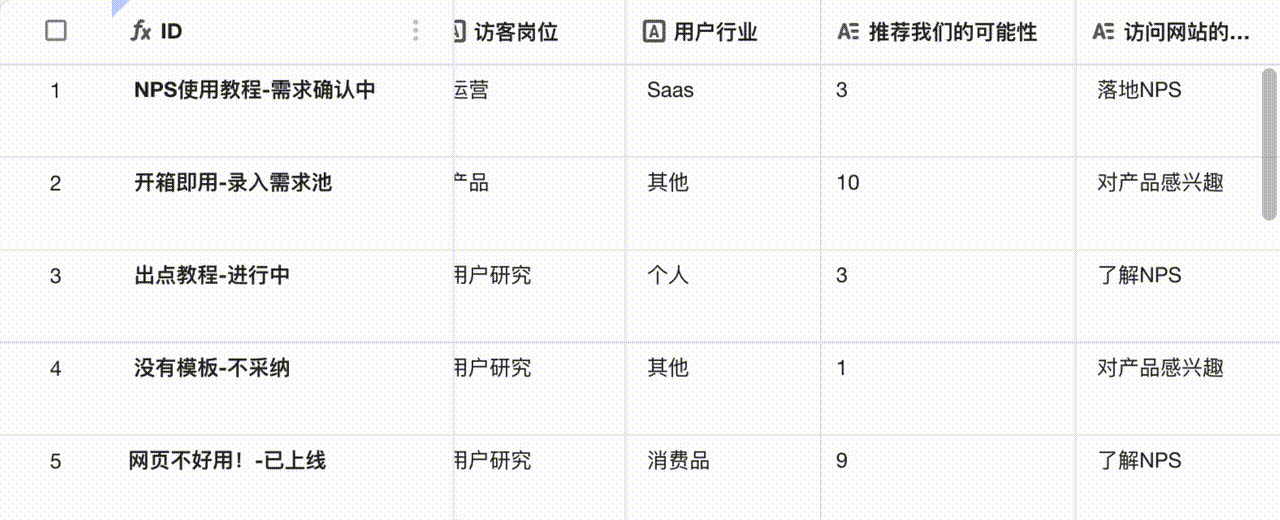 fx ID 访客岗位 用户行业 推荐我们的可能性 访问网站的...
1 NPS使用教程-需求确认中 运营 Saas 3 落地NPS
2 开箱即用-录入需求池 产品 其他 10 对产品感兴趣
3 出点教程-进行中 用户研究 个人 3 了解NPS
4 没有模板-不采纳 用户研究 其他 1 对产品感兴趣
5 网页不好用！-已上线 用户研究 消费品 9 了解NPS